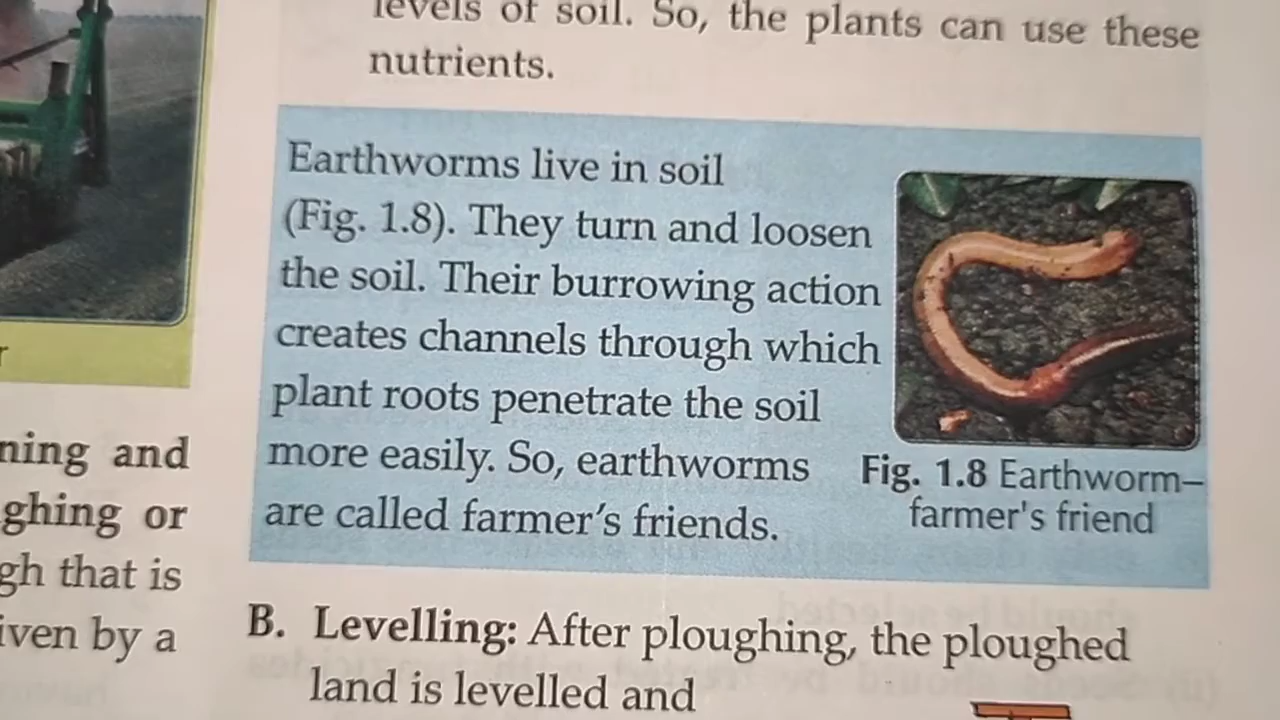 levels of soil. So, the plants can use these
nutrients.
Earthworms live in soil
(Fig. 1.8). They turn and loosen
the soil. Their burrowing action
creates channels through which
plant roots penetrate the soil
more easily. So, earthworms
are called farmer's friends.
Fig. 1.8 Earthworm–
farmer's friend
B. Levelling: After ploughing, the ploughed
land is levelled and
ning and
ghing or
gh that is
iven by a